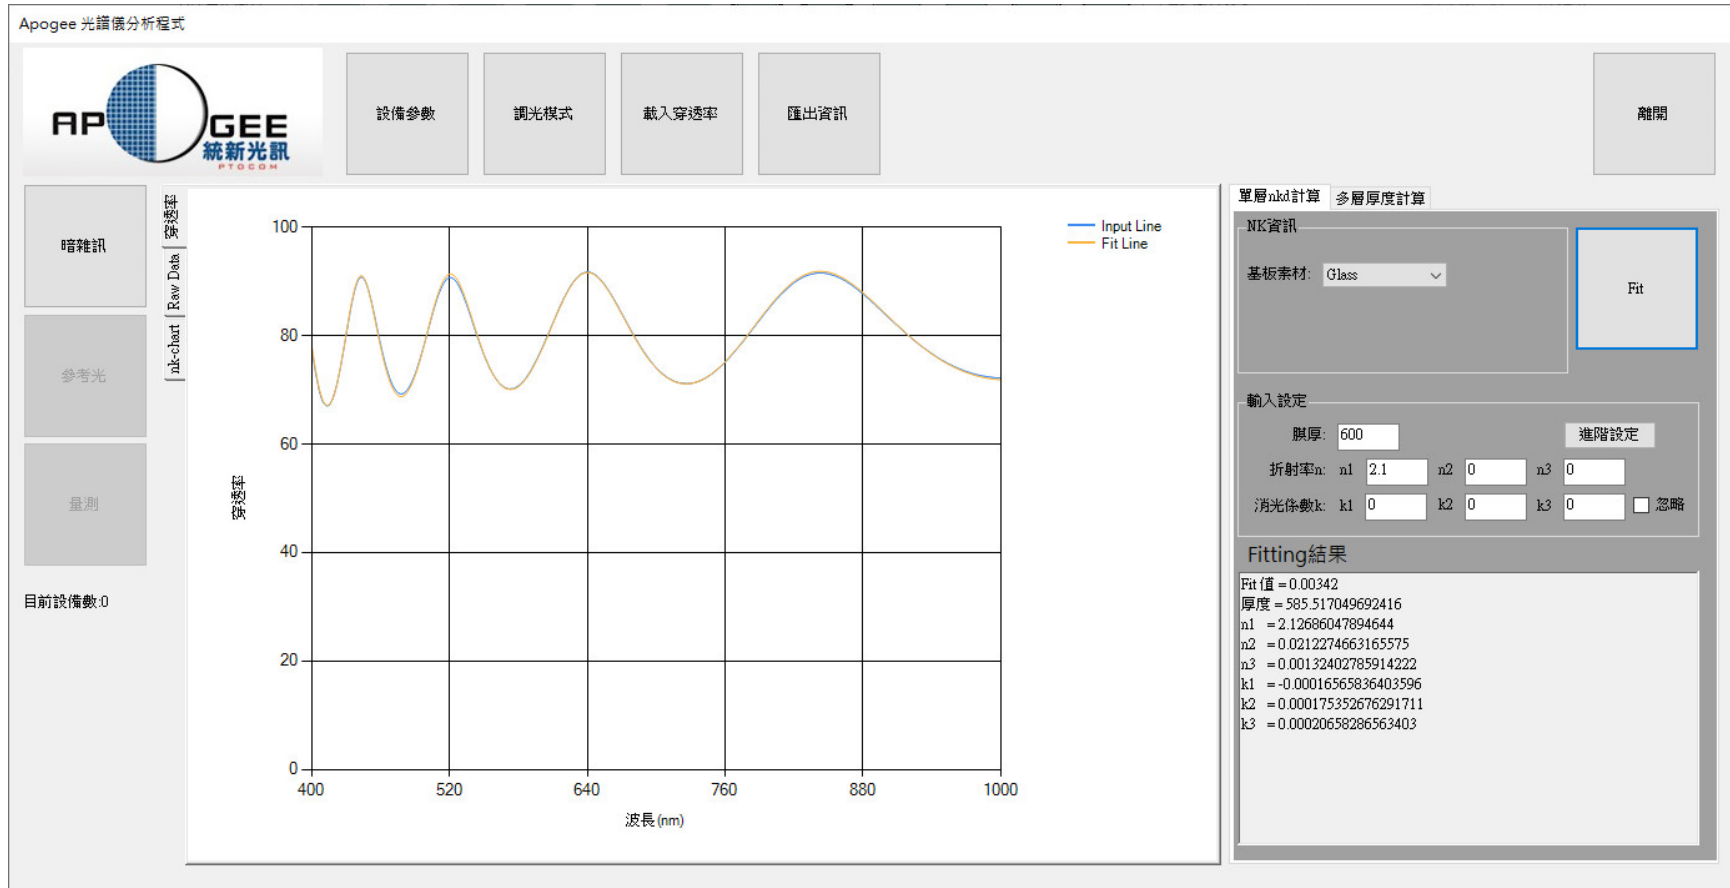 Apogee 光譜儀分析程式
APOGEE
統新光訊
PTOCOM
設備參數
調光模式
載入穿透率
匯出資訊
離開
暗雜訊
參考光
量測
目前設備數:0
穿透率
Raw Data
nk-chart
100
80
60
40
20
0
穿透率
400 520 640 760 880 1000
波長(nm)
Input Line
Fit Line
單層nkd計算 多層厚度計算
NK資訊
基板素材: Glass
Fit
輸入設定
膜厚: 600 進階設定
折射率n: n1 2.1 n2 0 n3 0
消光係數k: k1 0 k2 0 k3 0 忽略
Fitting結果
Fit 值 = 0.00342
厚度 = 585.517049692416
n1 = 2.12686047894644
n2 = 0.0212274663165575
n3 = 0.00132402785914222
k1 = -0.00016565836403596
k2 = 0.000175352676291711
k3 = 0.00020658286563403